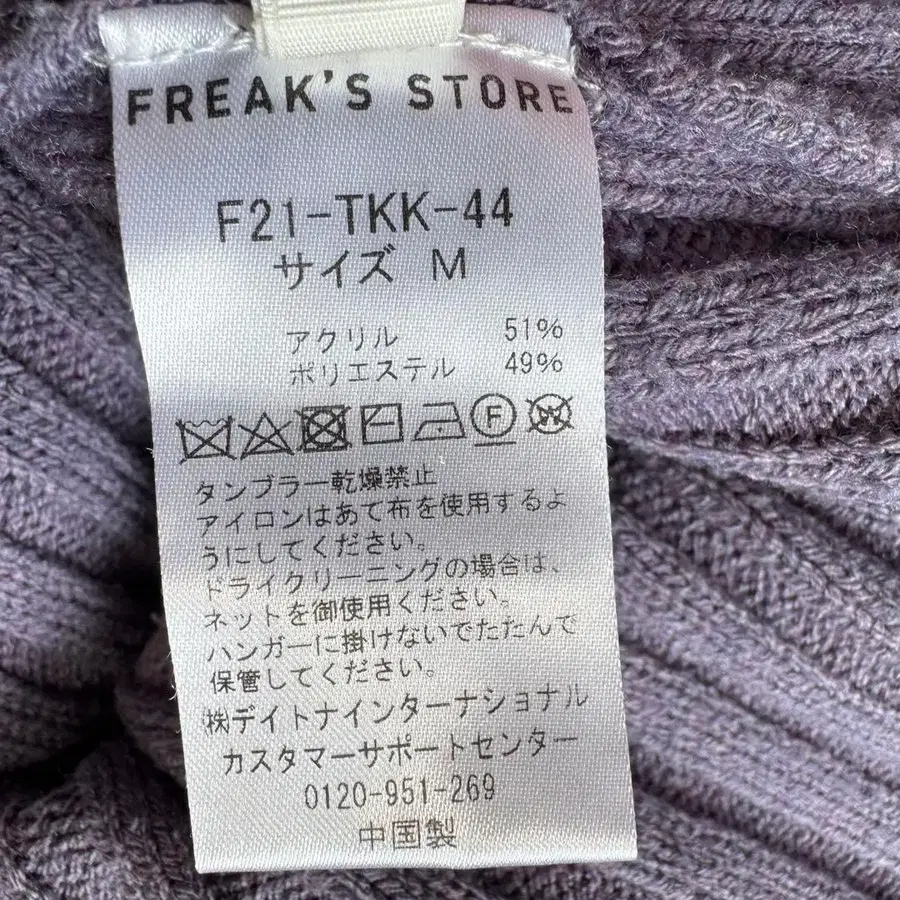 FREAK'S STORE
F21-TKK-44
サイズ M
アクリル 51%
ポリエステル 49%
F W
タンブラー乾燥禁止
アイロンはあて布を使用するよ
うにしてください。
ドライクリーニングの場合は、
ネットを御使用ください。
ハンガーに掛けないでたたんで
保管してください。
㈱デイトナインターナショナル
カスタマーサポートセンター
0120-951-269
中国製